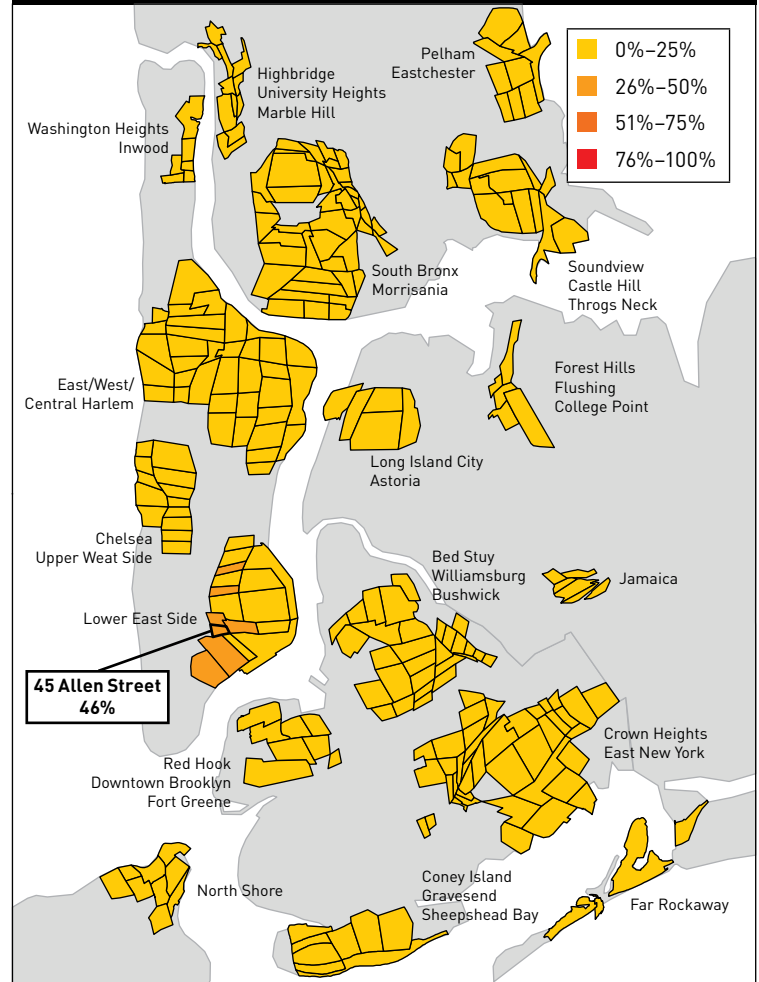 Pelham
Eastchester
0%–25%
26%–50%
51%–75%
76%–100%
Highbridge
University Heights
Marble Hill
Washington Heights
Inwood
South Bronx
Morrisania
Soundview
Castle Hill
Throgs Neck
East/West/
Central Harlem
Forest Hills
Flushing
College Point
Long Island City
Astoria
Chelsea
Upper Weat Side
Bed Stuy
Williamsburg
Bushwick
Jamaica
Lower East Side
45 Allen Street
46%
Crown Heights
East New York
Red Hook
Downtown Brooklyn
Fort Greene
Coney Island
Gravesend
Sheepshead Bay
North Shore
Far Rockaway